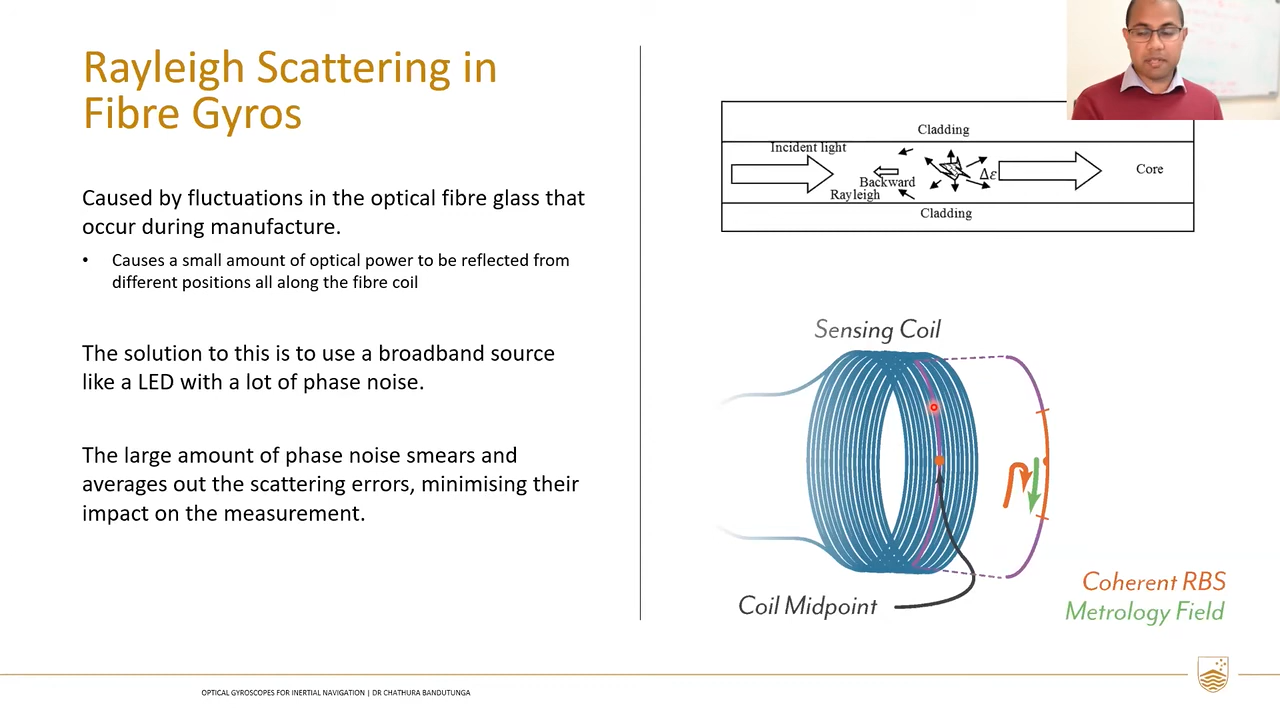 Rayleigh Scattering in
Fibre Gyros
Caused by fluctuations in the optical fibre glass that
occur during manufacture.
• Causes a small amount of optical power to be reflected from
different positions all along the fibre coil
The solution to this is to use a broadband source
like a LED with a lot of phase noise.
The large amount of phase noise smears and
averages out the scattering errors, minimising their
impact on the measurement.
Cladding
Incident light
Δε
Core
Backward
Rayleigh
Cladding
Sensing Coil
Coil Midpoint
Coherent RBS
Metrology Field
OPTICAL GYROSCOPES FOR INERTIAL NAVIGATION | DR CHATHURA BANDUTUNGA